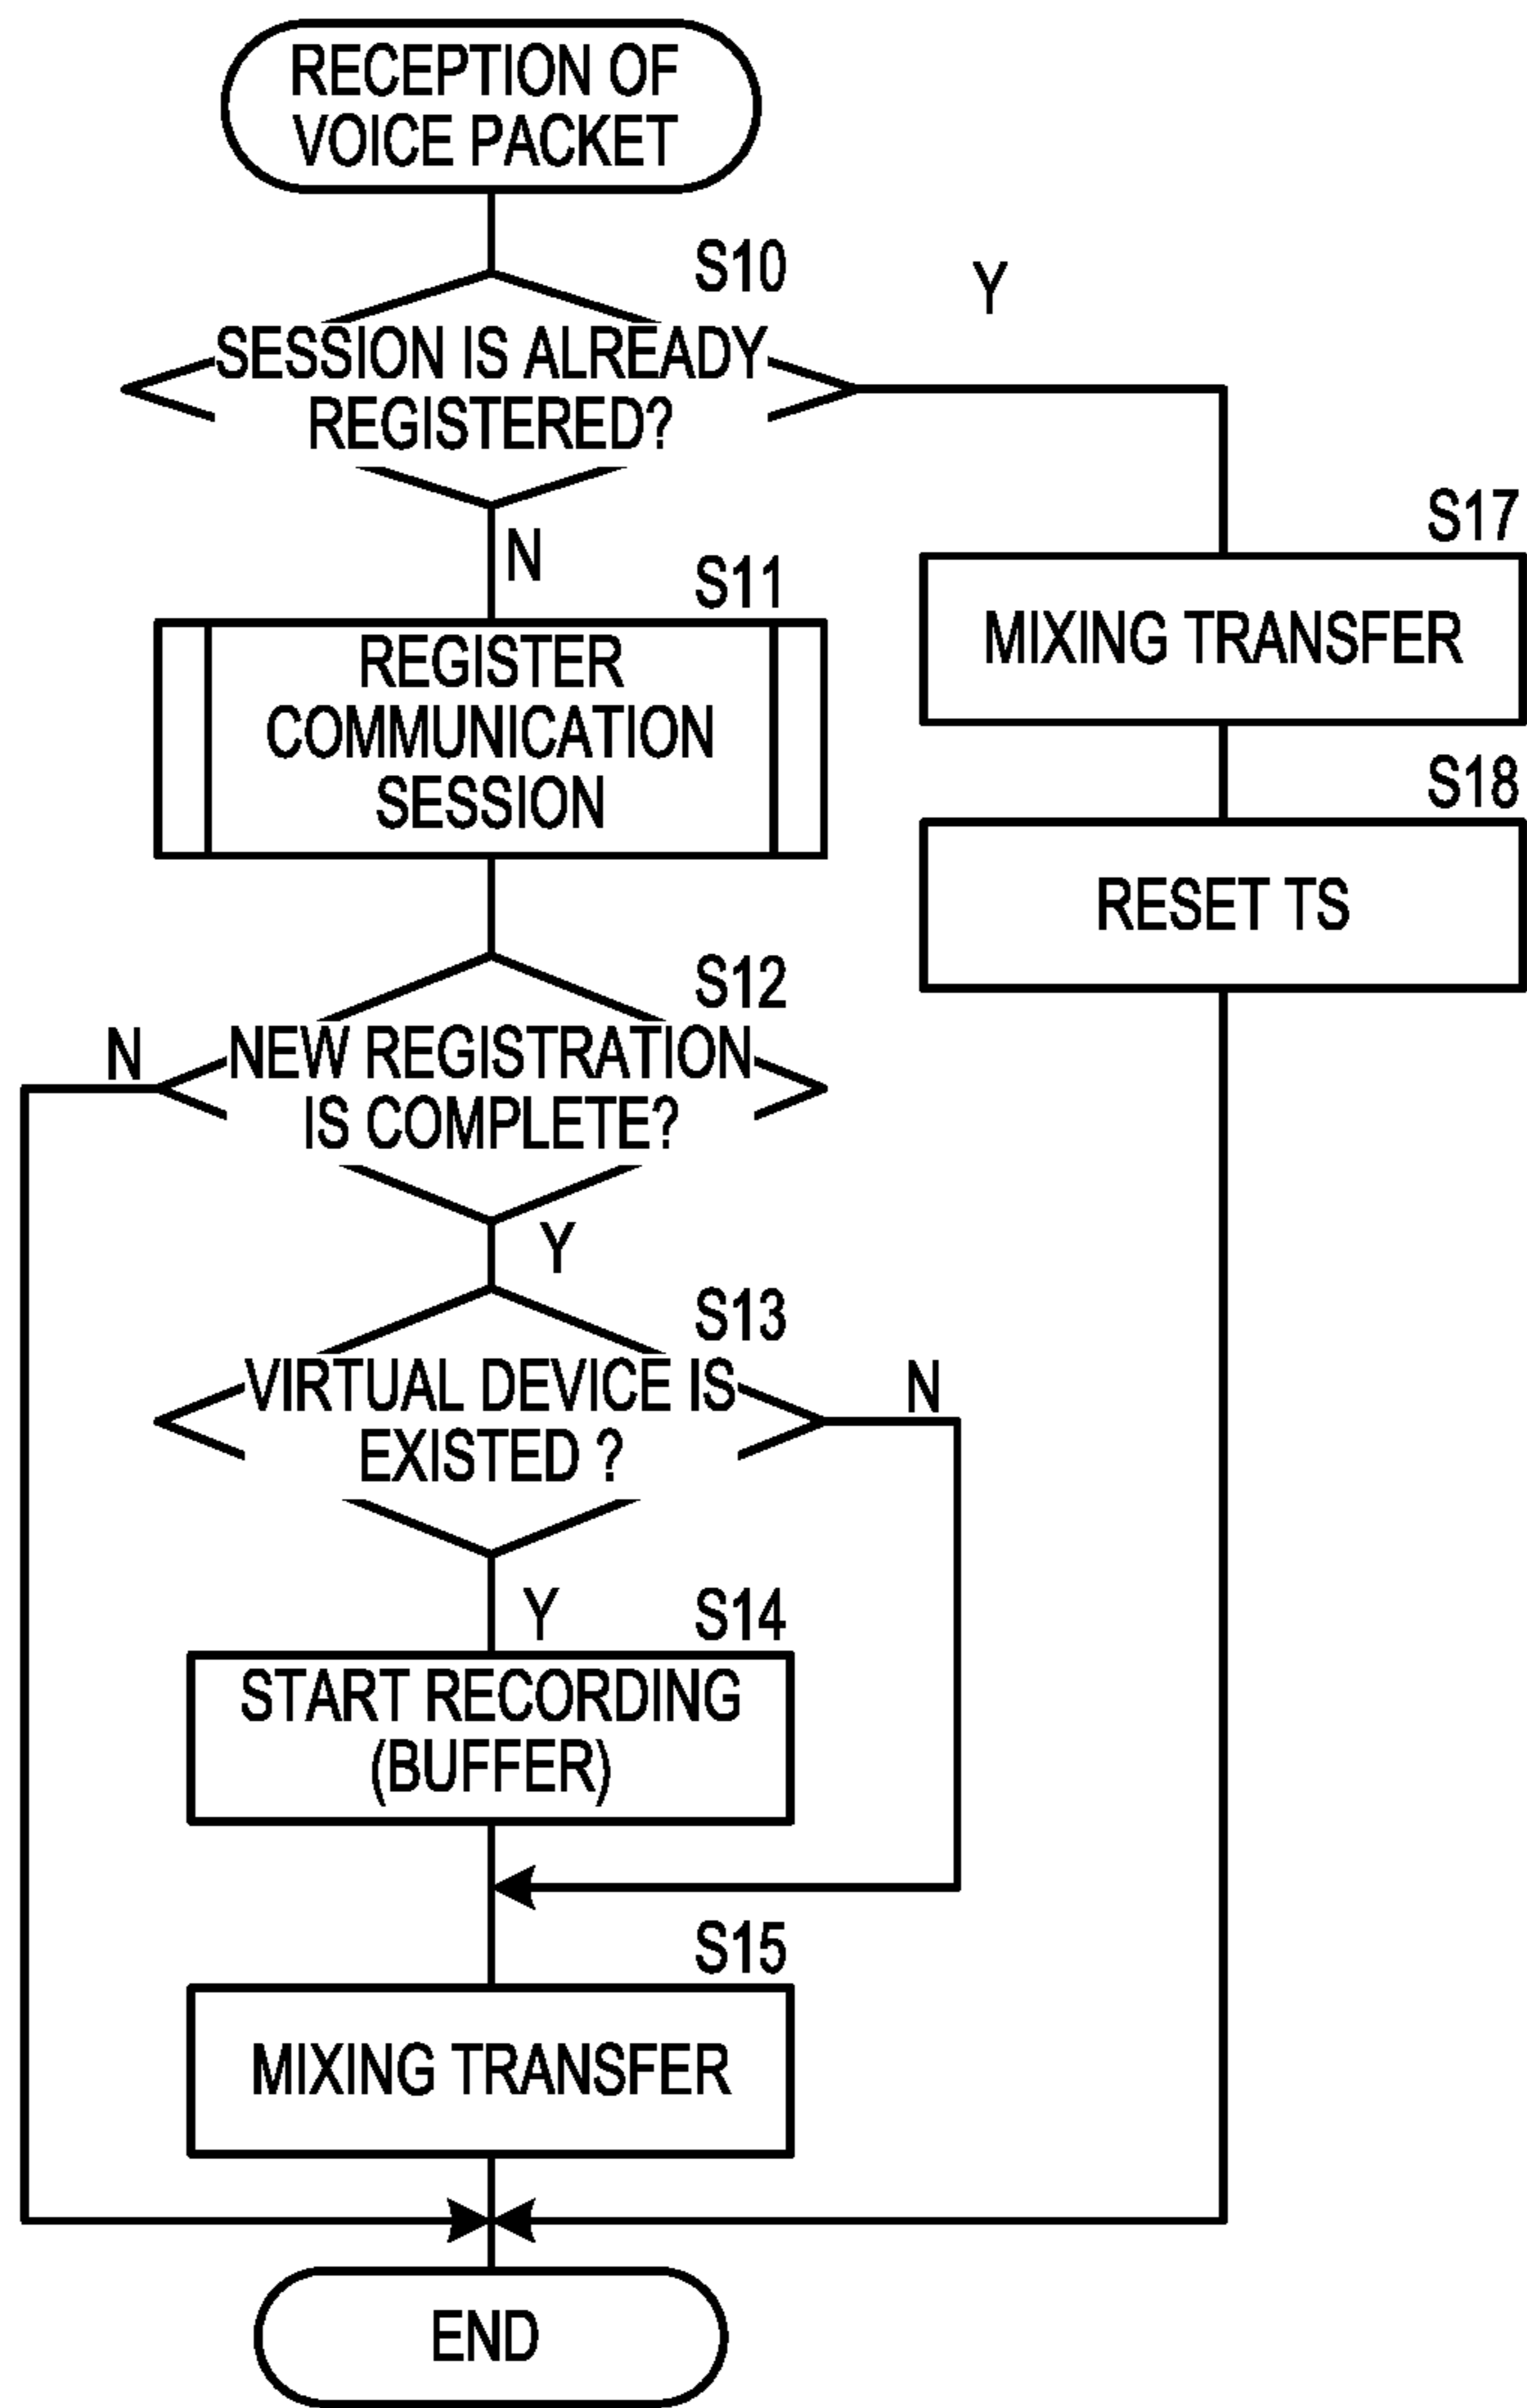 RECEPTION OF
VOICE PACKET
S10
Y
SESSION IS ALREADY
REGISTERED?
N
S11
REGISTER
COMMUNICATION
SESSION
S17
MIXING TRANSFER
S18
RESET TS
S12
N
NEW REGISTRATION
IS COMPLETE?
Y
S13
VIRTUAL DEVICE IS
EXISTED ?
N
Y
S14
START RECORDING
(BUFFER)
S15
MIXING TRANSFER
END